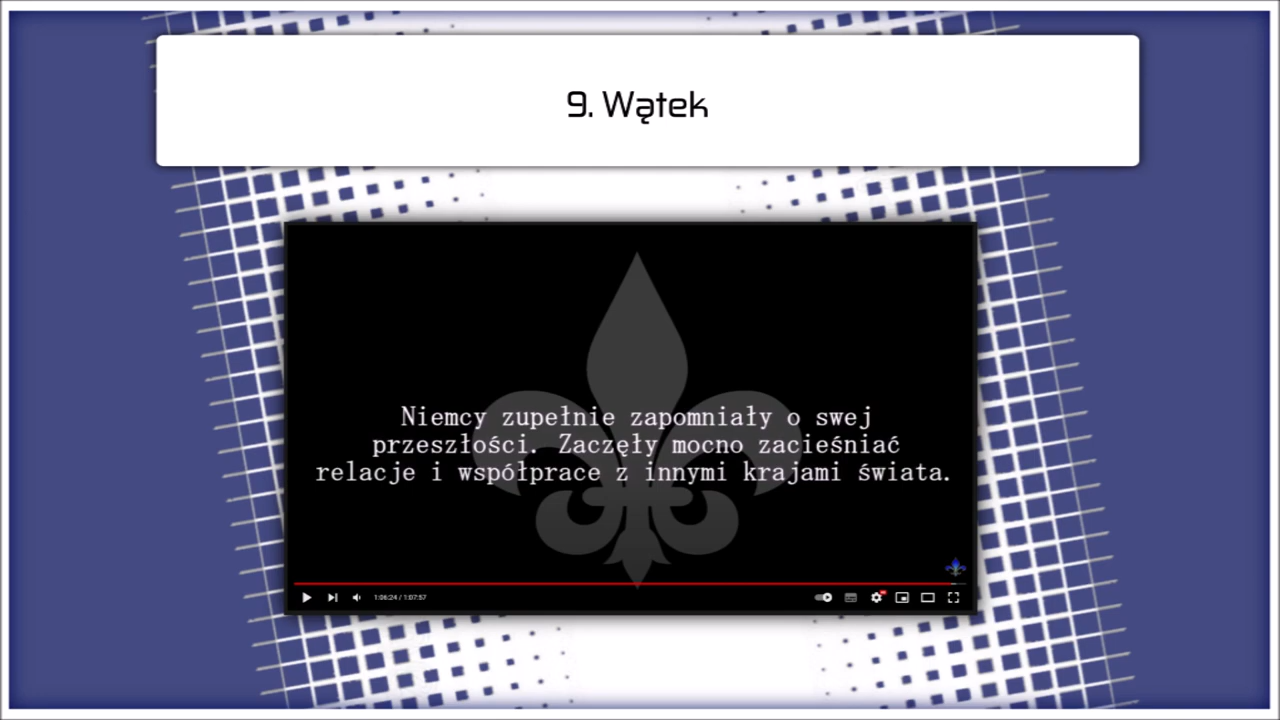 9. Wątek
Niemcy zupełnie zapomniały o swej
przeszłości. Zaczęły mocno zacieśniać
relacje i współprace z innymi krajami świata.
1:06:24 / 1:07:57